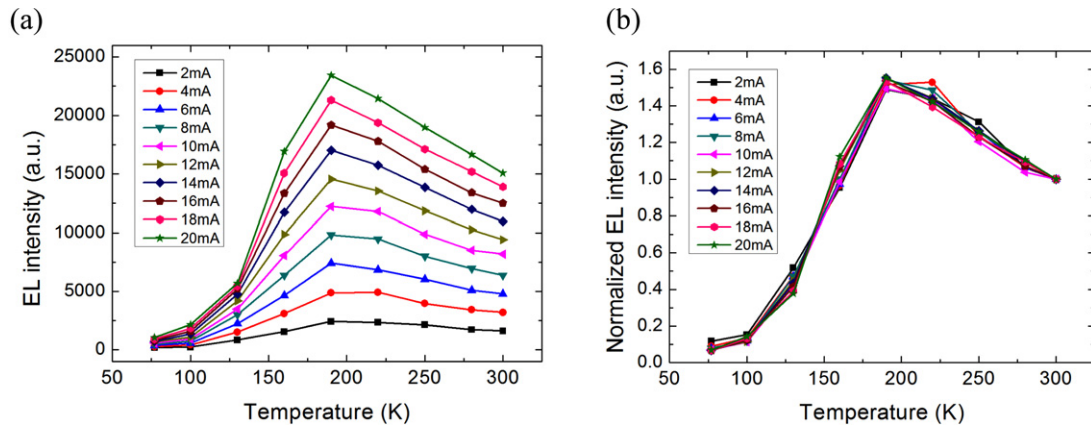 (a)
EL intensity (a.u.)
25000
20000
15000
10000
5000
0
2mA
4mA
6mA
8mA
10mA
12mA
14mA
16mA
18mA
20mA
50 100 150 200 250 300
Temperature (K)
(b)
Normalized EL intensity (a.u.)
1.6
1.4
1.2
1.0
0.8
0.6
0.4
0.2
0.0
2mA
4mA
6mA
8mA
10mA
12mA
14mA
16mA
18mA
20mA
50 100 150 200 250 300
Temperature (K)